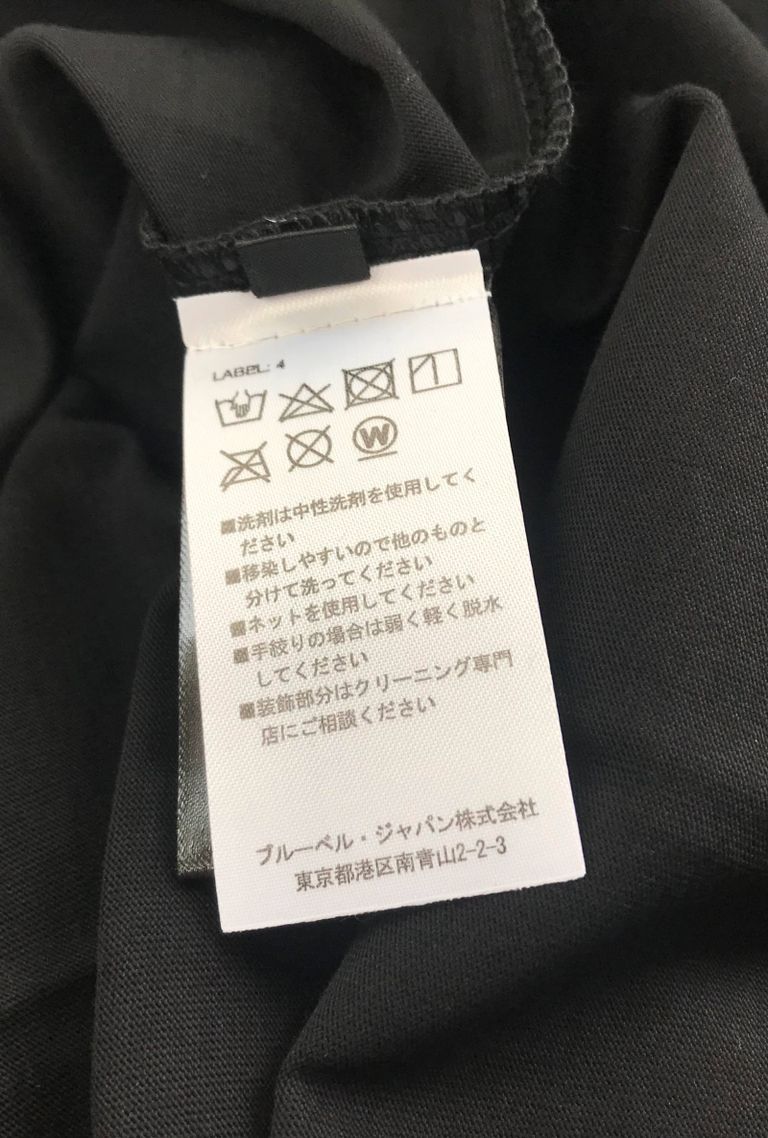 LABEL: 4
W
■洗剤は中性洗剤を使用してく
ださい
■移染しやすいので他のものと
分けて洗ってください
■ネットを使用してください
■手絞りの場合は弱く軽く脱水
してください
■装飾部分はクリーニング専門
店にご相談ください
ブルーベル・ジャパン株式会社
東京都港区南青山2-2-3